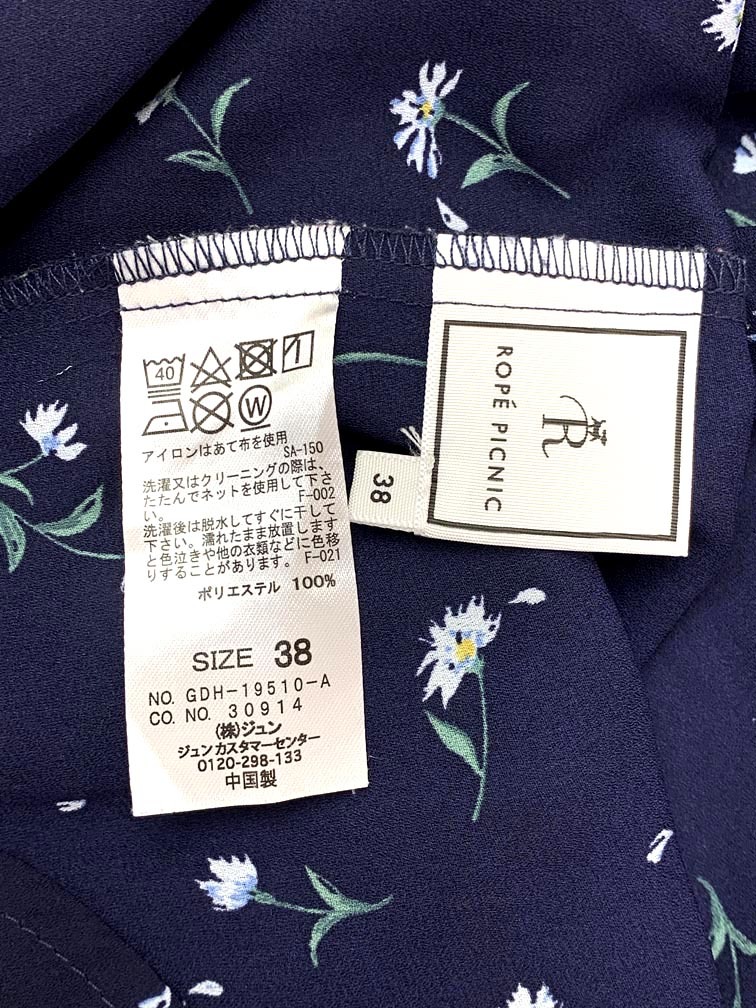 40
W
アイロンはあて布を使用
SA-150
洗濯又はクリーニングの際は、
たたんでネットを使用して下さ
い。 F-002
洗濯後は脱水してすぐに干して
下さい。濡れたまま放置します
と色泣きや他の衣類などに色移
りすることがあります。F-021
ポリエステル 100%
SIZE 38
NO. GDH-19510-A
CO. NO. 30914
(株)ジュン
ジュン カスタマーセンター
0120-298-133
中国製
38
R
ROPÉ PICNIC